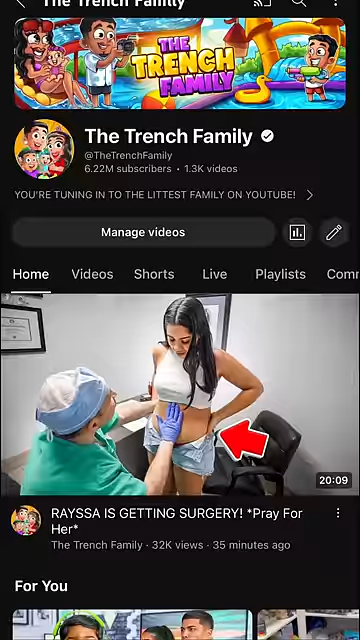 The Trench Family
THE
TRENCH
FAMILY
The Trench Family
@TheTrenchFamily
6.22M subscribers • 1.3K videos
YOU'RE TUNING IN TO THE LITTEST FAMILY ON YOUTUBE!
Manage videos
Home Videos Shorts Live Playlists Comm
20:09
RAYSSA IS GETTING SURGERY! *Pray For
Her*
The Trench Family · 32K views · 35 minutes ago
For You